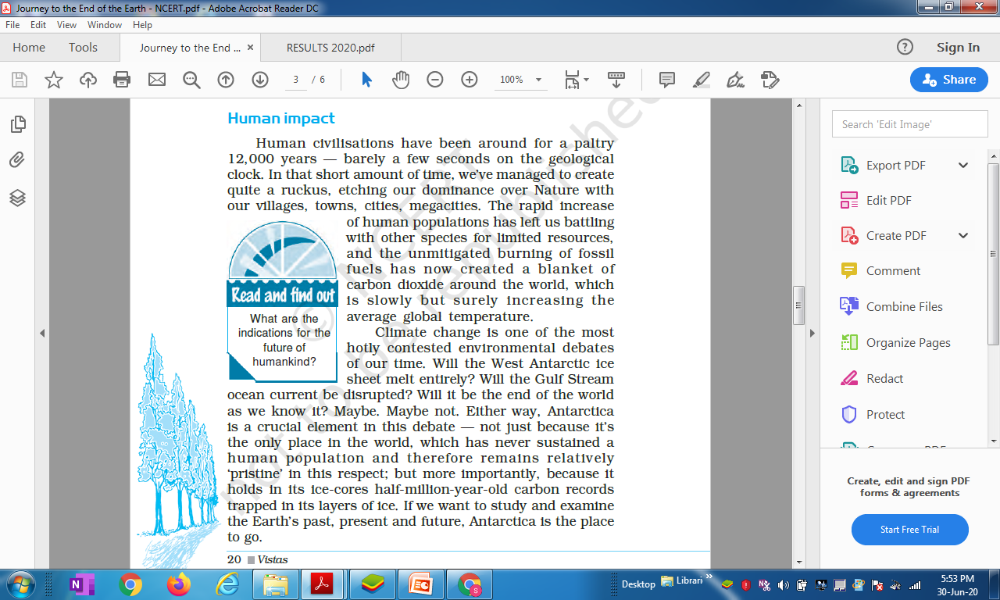 Journey to the End of the Earth - NCERT.pdf - Adobe Acrobat Reader DC
File Edit View Window Help
Home Tools Journey to the End ... × RESULTS 2020.pdf Sign In
3 / 6 100% Share
Human impact
Human civilisations have been around for a paltry
12,000 years — barely a few seconds on the geological
clock. In that short amount of time, we've managed to create
quite a ruckus, etching our dominance over Nature with
our villages, towns, cities, megacities. The rapid increase
of human populations has left us battling
with other species for limited resources,
and the unmitigated burning of fossil
fuels has now created a blanket of
carbon dioxide around the world, which
is slowly but surely increasing the
average global temperature.
Read and find out
What are the
indications for the
future of
humankind?
Climate change is one of the most
hotly contested environmental debates
of our time. Will the West Antarctic ice
sheet melt entirely? Will the Gulf Stream
ocean current be disrupted? Will it be the end of the world
as we know it? Maybe. Maybe not. Either way, Antarctica
is a crucial element in this debate — not just because it's
the only place in the world, which has never sustained a
human population and therefore remains relatively
'pristine' in this respect; but more importantly, because it
holds in its ice-cores half-million-year-old carbon records
trapped in its layers of ice. If we want to study and examine
the Earth's past, present and future, Antarctica is the place
to go.
20 Vistas
© NCERT
not to be republished
Search 'Edit Image'
Export PDF
Edit PDF
Create PDF
Comment
Combine Files
Organize Pages
Redact
Protect
Create, edit and sign PDF
forms & agreements
Start Free Trial
Desktop Librari »
5:53 PM
30-Jun-20